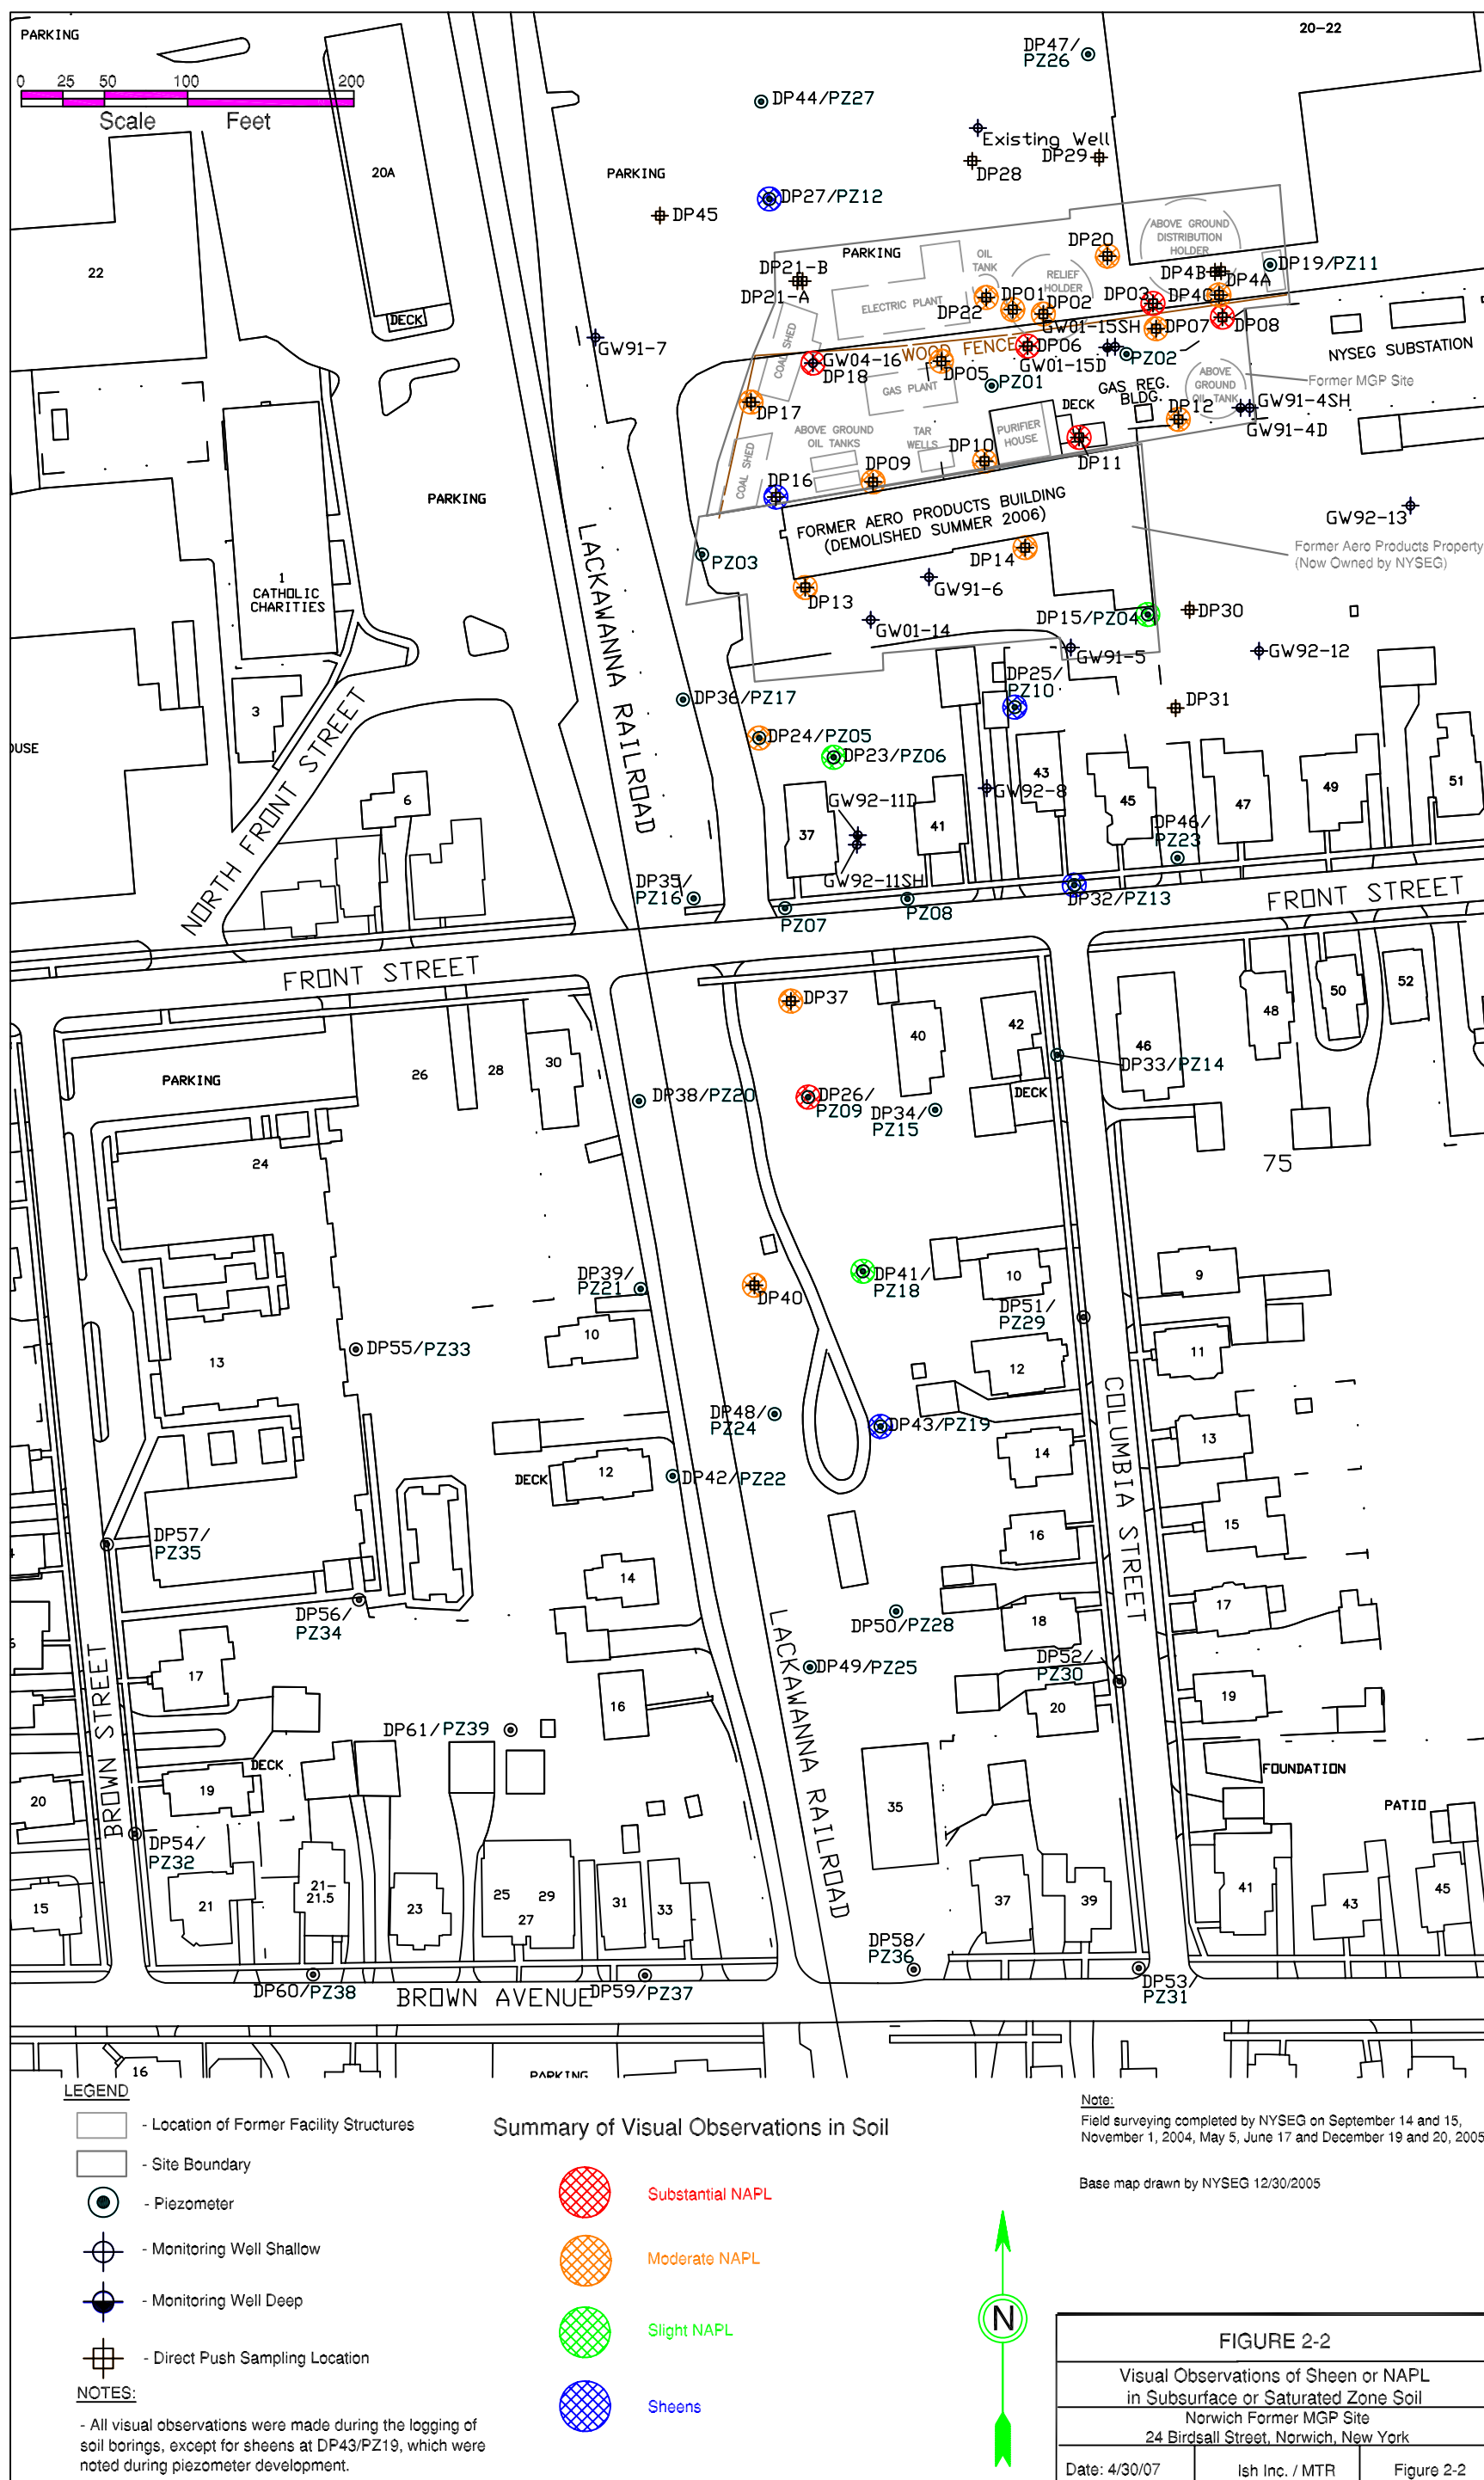 PARKING
20-22
DP47/
PZ26
0 25 50 100 200
Scale Feet
DP44/PZ27
Existing Well
DP29
DP28
20A
PARKING
DP27/PZ12
DP45
22
ABOVE GROUND
DISTRIBUTION
HOLDER
DP20
PARKING
OIL
TANK
DP21-B
DP21-A
RELIEF
HOLDER
DP4B
DP4A
DP19/PZ11
ELECTRIC PLANT
DP22
DP01
DP02
DP03
DP4C
DECK
GW91-7
COAL SHED
GW01-15SH
DP07
DP08
WOOD FENCE
DP06
GW01-15D
PZ02
NYSEG SUBSTATION
GW04-16
DP18
DP05
GAS PLANT
PZ01
GAS REG.
BLDG.
ABOVE
GROUND
OIL TANK
Former MGP Site
DP17
DECK
DP12
GW91-4SH
GW91-4D
ABOVE GROUND
OIL TANKS
TAR
WELLS
PURIFIER
HOUSE
DP11
COAL SHED
DP10
DP09
DP16
PARKING
FORMER AERO PRODUCTS BUILDING
(DEMOLISHED SUMMER 2006)
GW92-13
Former Aero Products Property
(Now Owned by NYSEG)
LACKAWANNA RAILROAD
PZ03
DP14
1
CATHOLIC
CHARITIES
DP13
GW91-6
DP15/PZ04
DP30
GW01-14
GW91-5
GW92-12
3
DP36/PZ17
DP25/
PZ10
DP31
NORTH FRONT STREET
DP24/PZ05
DP23/PZ06
6
43
45
47
49
51
GW92-8
GW92-11D
37
41
DP46/
PZ23
GW92-11SH
DP35/
PZ16
PZ07
PZ08
DP32/PZ13
FRONT STREET
FRONT STREET
DP37
40
42
46
48
50
52
PARKING
26
28
30
DP33/PZ14
DECK
DP38/PZ20
DP26/
PZ09
DP34/
PZ15
24
75
DP39/
PZ21
DP40
DP41/
PZ18
10
9
DP51/
PZ29
10
11
13
DP55/PZ33
12
DP48/
PZ24
DP43/PZ19
COLUMBIA STREET
13
14
DECK
12
DP42/PZ22
15
16
DP57/
PZ35
14
17
18
DP56/
PZ34
DP50/PZ28
LACKAWANNA RAILROAD
DP49/PZ25
DP52/
PZ30
17
16
19
20
DP61/PZ39
BROWN STREET
DECK
FOUNDATION
19
20
35
PATIO
DP54/
PZ32
15
21
21-
21.5
23
25
27
29
31
33
37
39
41
43
45
DP58/
PZ36
DP60/PZ38
BROWN AVENUE
DP59/PZ37
DP53/
PZ31
16
PARKING
LEGEND
- Location of Former Facility Structures
- Site Boundary
- Piezometer
- Monitoring Well Shallow
- Monitoring Well Deep
- Direct Push Sampling Location
NOTES:
- All visual observations were made during the logging of
soil borings, except for sheens at DP43/PZ19, which were
noted during piezometer development.
Summary of Visual Observations in Soil
Substantial NAPL
Moderate NAPL
Slight NAPL
Sheens
Note:
Field surveying completed by NYSEG on September 14 and 15,
November 1, 2004, May 5, June 17 and December 19 and 20, 2005
Base map drawn by NYSEG 12/30/2005
N
FIGURE 2-2
Visual Observations of Sheen or NAPL
in Subsurface or Saturated Zone Soil
Norwich Former MGP Site
24 Birdsall Street, Norwich, New York
Date: 4/30/07
Ish Inc. / MTR
Figure 2-2